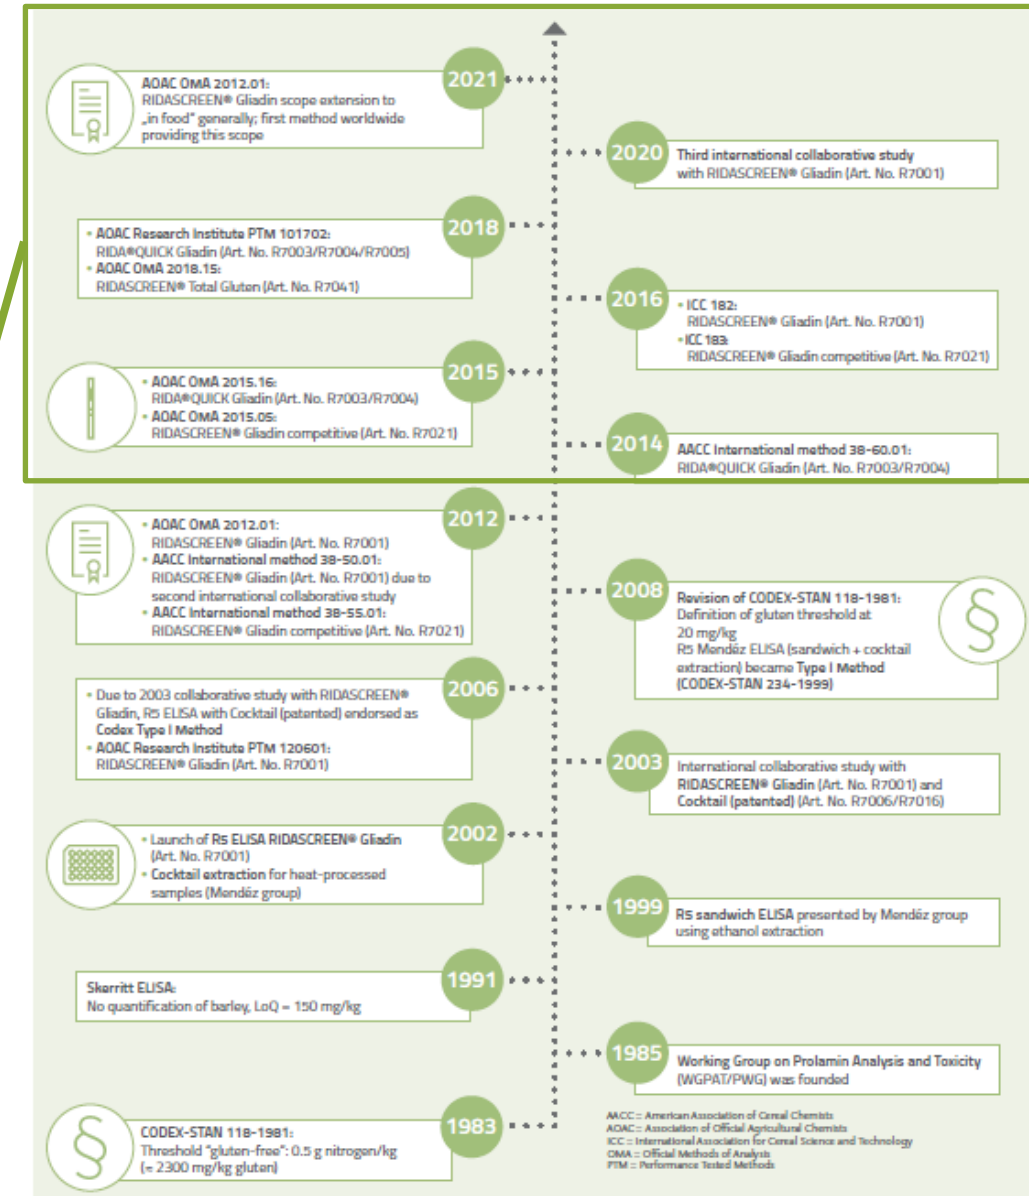 2021
AOAC OMA 2012.01:
RIDASCREEN® Gliadin scope extension to
„in food" generally; first method worldwide
providing this scope
2020
Third international collaborative study
with RIDASCREEN® Gliadin (Art. No. R7001)
2018
• AOAC Research Institute PTM 101702:
RIDA®QUICK Gliadin (Art. No. R7003/R7004/R7005)
• AOAC OMA 2018.15:
RIDASCREEN® Total Gluten (Art. No. R7041)
2016
• ICC 182:
RIDASCREEN® Gliadin (Art. No. R7001)
• ICC 183:
RIDASCREEN® Gliadin competitive (Art. No. R7021)
2015
• AOAC OMA 2015.16:
RIDA®QUICK Gliadin (Art. No. R7003/R7004)
• AOAC OMA 2015.05:
RIDASCREEN® Gliadin competitive (Art. No. R7021)
2014
AACC International method 38-60.01:
RIDA®QUICK Gliadin (Art. No. R7003/R7004)
2012
• AOAC OMA 2012.01:
RIDASCREEN® Gliadin (Art. No. R7001)
• AACC International method 38-50.01:
RIDASCREEN® Gliadin (Art. No. R7001) due to
second international collaborative study
• AACC International method 38-55.01:
RIDASCREEN® Gliadin competitive (Art. No. R7021)
2008
Revision of CODEX-STAN 118-1981:
Definition of gluten threshold at
20 mg/kg
R5 Mendéz ELISA (sandwich + cocktail
extraction) became Type I Method
(CODEX-STAN 234-1999)
§
2006
• Due to 2003 collaborative study with RIDASCREEN®
Gliadin, R5 ELISA with Cocktail (patented) endorsed as
Codex Type I Method
• AOAC Research Institute PTM 120601:
RIDASCREEN® Gliadin (Art. No. R7001)
2003
International collaborative study with
RIDASCREEN® Gliadin (Art. No. R7001) and
Cocktail (patented) (Art. No. R7006/R7016)
2002
• Launch of R5 ELISA RIDASCREEN® Gliadin
(Art. No. R7001)
• Cocktail extraction for heat-processed
samples (Mendéz group)
1999
R5 sandwich ELISA presented by Mendéz group
using ethanol extraction
1991
Skerritt ELISA:
No quantification of barley, LoQ = 150 mg/kg
1985
Working Group on Prolamin Analysis and Toxicity
(WGPAT/PWG) was founded
1983
§
CODEX-STAN 118-1981:
Threshold "gluten-free": 0.5 g nitrogen/kg
(≈ 2300 mg/kg gluten)
AACC :: American Association of Cereal Chemists
AOAC :: Association of Official Agricultural Chemists
ICC :: International Association for Cereal Science and Technology
OMA :: Official Methods of Analysis
PTM :: Performance Tested Methods